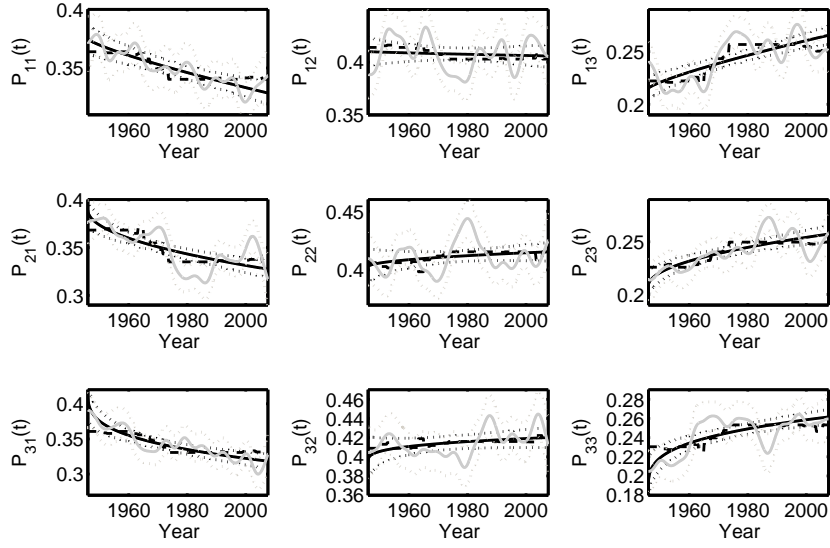 P11(t)
0.4
0.35
1960 1980 2000
Year
P12(t)
0.4
0.35
1960 1980 2000
Year
P13(t)
0.25
0.2
1960 1980 2000
Year
P21(t)
0.4
0.35
0.3
1960 1980 2000
Year
P22(t)
0.45
0.4
1960 1980 2000
Year
P23(t)
0.25
0.2
1960 1980 2000
Year
P31(t)
0.4
0.35
0.3
1960 1980 2000
Year
P32(t)
0.46
0.44
0.42
0.4
0.38
0.36
1960 1980 2000
Year
P33(t)
0.28
0.26
0.24
0.22
0.2
0.18
1960 1980 2000
Year